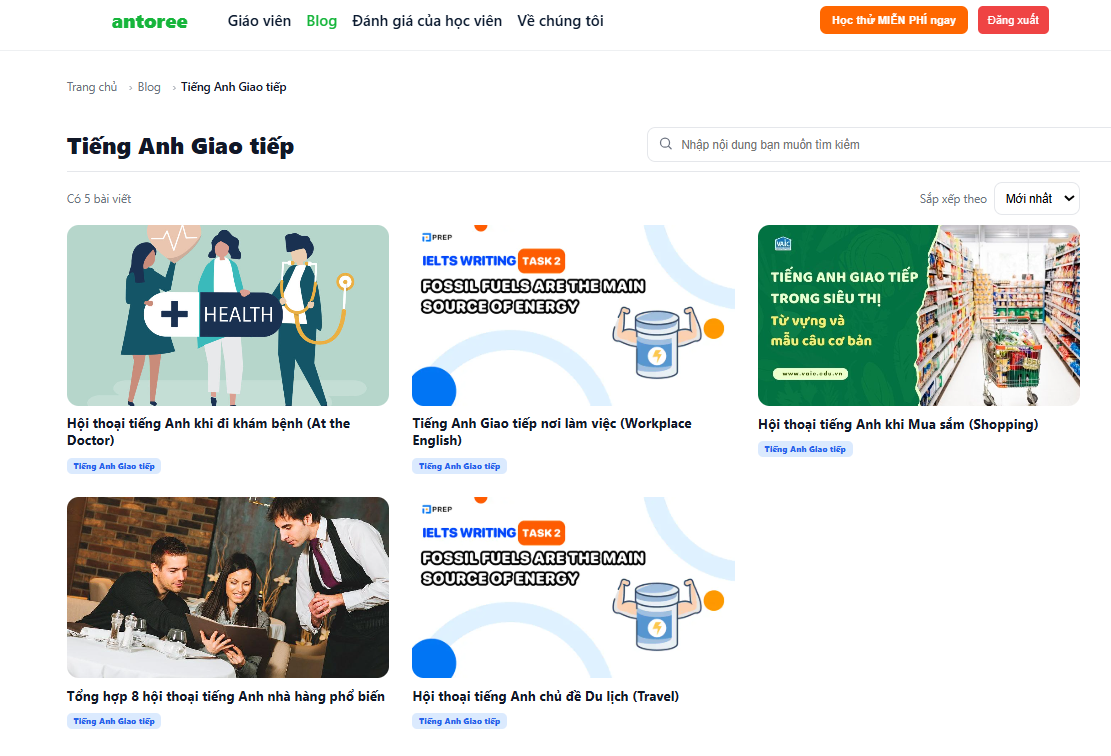 antoree
Giáo viên
Blog
Đánh giá của học viên
Về chúng tôi
Học thử MIỄN PHÍ ngay
Đăng xuất
Trang chủ › Blog › Tiếng Anh Giao tiếp
Tiếng Anh Giao tiếp
Nhập nội dung bạn muốn tìm kiếm
Có 5 bài viết
Sắp xếp theo
Mới nhất
HEALTH
Hội thoại tiếng Anh khi đi khám bệnh (At the
Doctor)
Tiếng Anh Giao tiếp
PREP
IELTS WRITING TASK 2
FOSSIL FUELS ARE THE MAIN
SOURCE OF ENERGY
Tiếng Anh Giao tiếp nơi làm việc (Workplace
English)
Tiếng Anh Giao tiếp
VAIC
TIẾNG ANH GIAO TIẾP
TRONG SIÊU THỊ
Từ vựng và
mẫu câu cơ bản
www.vaic.edu.vn
Hội thoại tiếng Anh khi Mua sắm (Shopping)
Tiếng Anh Giao tiếp
Tổng hợp 8 hội thoại tiếng Anh nhà hàng phổ biến
Tiếng Anh Giao tiếp
PREP
IELTS WRITING TASK 2
FOSSIL FUELS ARE THE MAIN
SOURCE OF ENERGY
Hội thoại tiếng Anh chủ đề Du lịch (Travel)
Tiếng Anh Giao tiếp